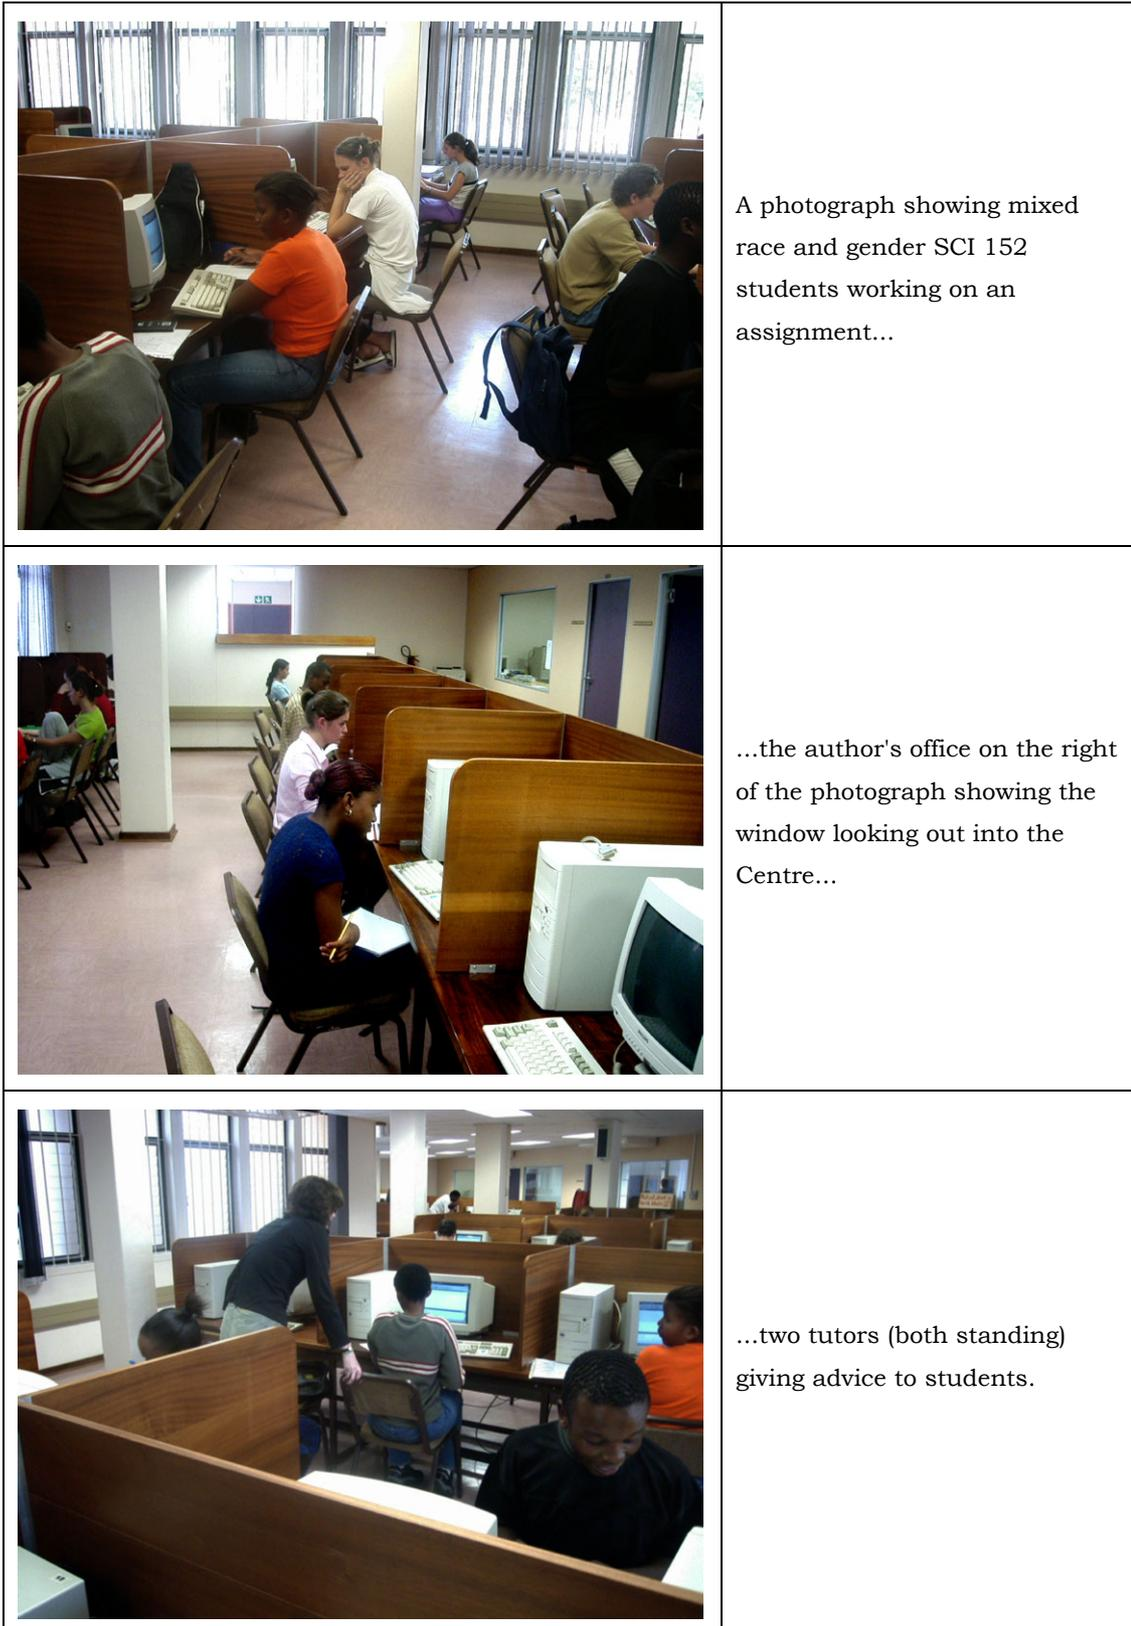 A photograph showing mixed
race and gender SCI 152
students working on an
assignment…
…the author's office on the right
of the photograph showing the
window looking out into the
Centre…
…two tutors (both standing)
giving advice to students.